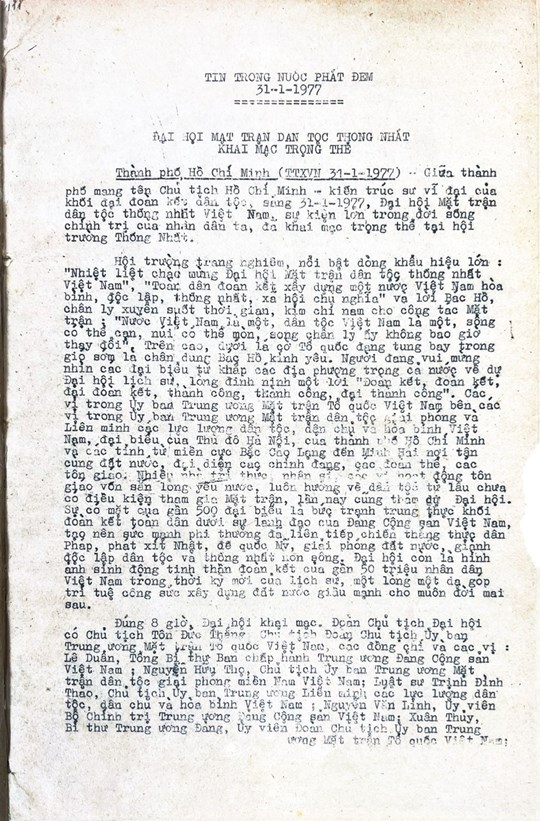 TIN TRONG NƯỚC PHÁT ĐÊM
31-1-1977
===============
ĐẠI HỘI MẶT TRẬN DÂN TỘC THỐNG NHẤT
KHAI MẠC TRỌNG THỂ
Thành phố Hồ Chí Minh (TTXVN 31-1-1977) -- Giữa thành
phố mang tên Chủ tịch Hồ Chí Minh - kiến trúc sư vĩ đại của
khối đại đoàn kết dân tộc, sáng 31-1-1977, Đại hội Mặt trận
dân tộc thống nhất Việt Nam, sự kiện lớn trong đời sống
chính trị của nhân dân ta, đã khai mạc trọng thể tại hội
trường Thống Nhất.
Hội trường trang nghiêm, nổi bật dòng khẩu hiệu lớn :
"Nhiệt liệt chào mừng Đại hội Mặt trận dân tộc thống nhất
Việt Nam", "Toàn dân đoàn kết xây dựng một nước Việt Nam hòa
bình, độc lập, thống nhất, xã hội chủ nghĩa" và lời Bác Hồ,
chân lý xuyên suốt thời gian, kim chỉ nam cho công tác Mặt
trận : "Nước Việt Nam là một, dân tộc Việt Nam là một, sông
có thể cạn, núi có thể mòn, song chân lý ấy không bao giờ
thay đổi". Trên cao, dưới lá cờ Tổ quốc đang tung bay trong
gió sớm là chân dung Bác Hồ kính yêu. Người đang vui mừng
nhìn các đại biểu từ khắp các địa phương trong cả nước về dự
Đại hội lịch sử, lòng đinh ninh một lời "Đoàn kết, đoàn kết,
đại đoàn kết, thành công, thành công, đại thành công". Các
vị trong Ủy ban Trung ương Mặt trận Tổ quốc Việt Nam bên các
vị trong Ủy ban Trung ương Mặt trận dân tộc giải phóng và
Liên minh các lực lượng dân tộc, dân chủ và hòa bình Việt
Nam, đại biểu của Thủ đô Hà Nội, của thành phố Hồ Chí Minh
và các tỉnh từ miền cực Bắc Cao Lạng đến Minh Hải nơi tận
cùng đất nước, đại diện các chính đảng, các đoàn thể, các
tôn giáo. Nhiều nhà trí thức, nhân sĩ, các vị hoạt động tôn
giáo vốn sẵn lòng yêu nước, luôn hướng về dân tộc từ lâu chưa
có điều kiện tham gia Mặt trận, lần này cũng tham dự Đại hội.
Sự có mặt của gần 500 đại biểu là bức tranh trung thực khối
đoàn kết toàn dân dưới sự lãnh đạo của Đảng Cộng sản Việt Nam,
tạo nên sức mạnh phi thường đã liên tiếp chiến thắng thực dân
Pháp, phát xít Nhật, đế quốc Mỹ, giải phóng đất nước, giành
độc lập dân tộc và thống nhất non sông. Đại hội còn là hình
ảnh sinh động tinh thần đoàn kết của gần 50 triệu nhân dân
Việt Nam trong thời kỳ mới của lịch sử, một lòng một dạ góp
trí tuệ công sức xây dựng đất nước giầu mạnh cho muôn đời mai
sau.
Đúng 8 giờ, Đại hội khai mạc. Đoàn Chủ tịch Đại hội
có Chủ tịch Tôn Đức Thắng, Chủ tịch Đoàn Chủ tịch Ủy ban
Trung ương Mặt trận Tổ quốc Việt Nam, các đồng chí và các vị :
Lê Duẩn, Tổng Bí thư Ban chấp hành Trung ương Đảng Cộng sản
Việt Nam ; Nguyễn Hữu Thọ, Chủ tịch Ủy ban Trung ương Mặt
trận dân tộc giải phóng miền Nam Việt Nam; Luật sư Trịnh Đình
Thảo, Chủ tịch Ủy ban Trung ương Liên minh các lực lượng dân
tộc, dân chủ và hòa bình Việt Nam ; Nguyễn Văn Linh, Ủy viên
Bộ Chính trị Trung ương Đảng Cộng sản Việt Nam; Xuân Thủy,
Bí thư Trung ương Đảng, Ủy viên Đoàn Chủ tịch Ủy ban Trung
ương Mặt trận Tổ quốc Việt Nam;